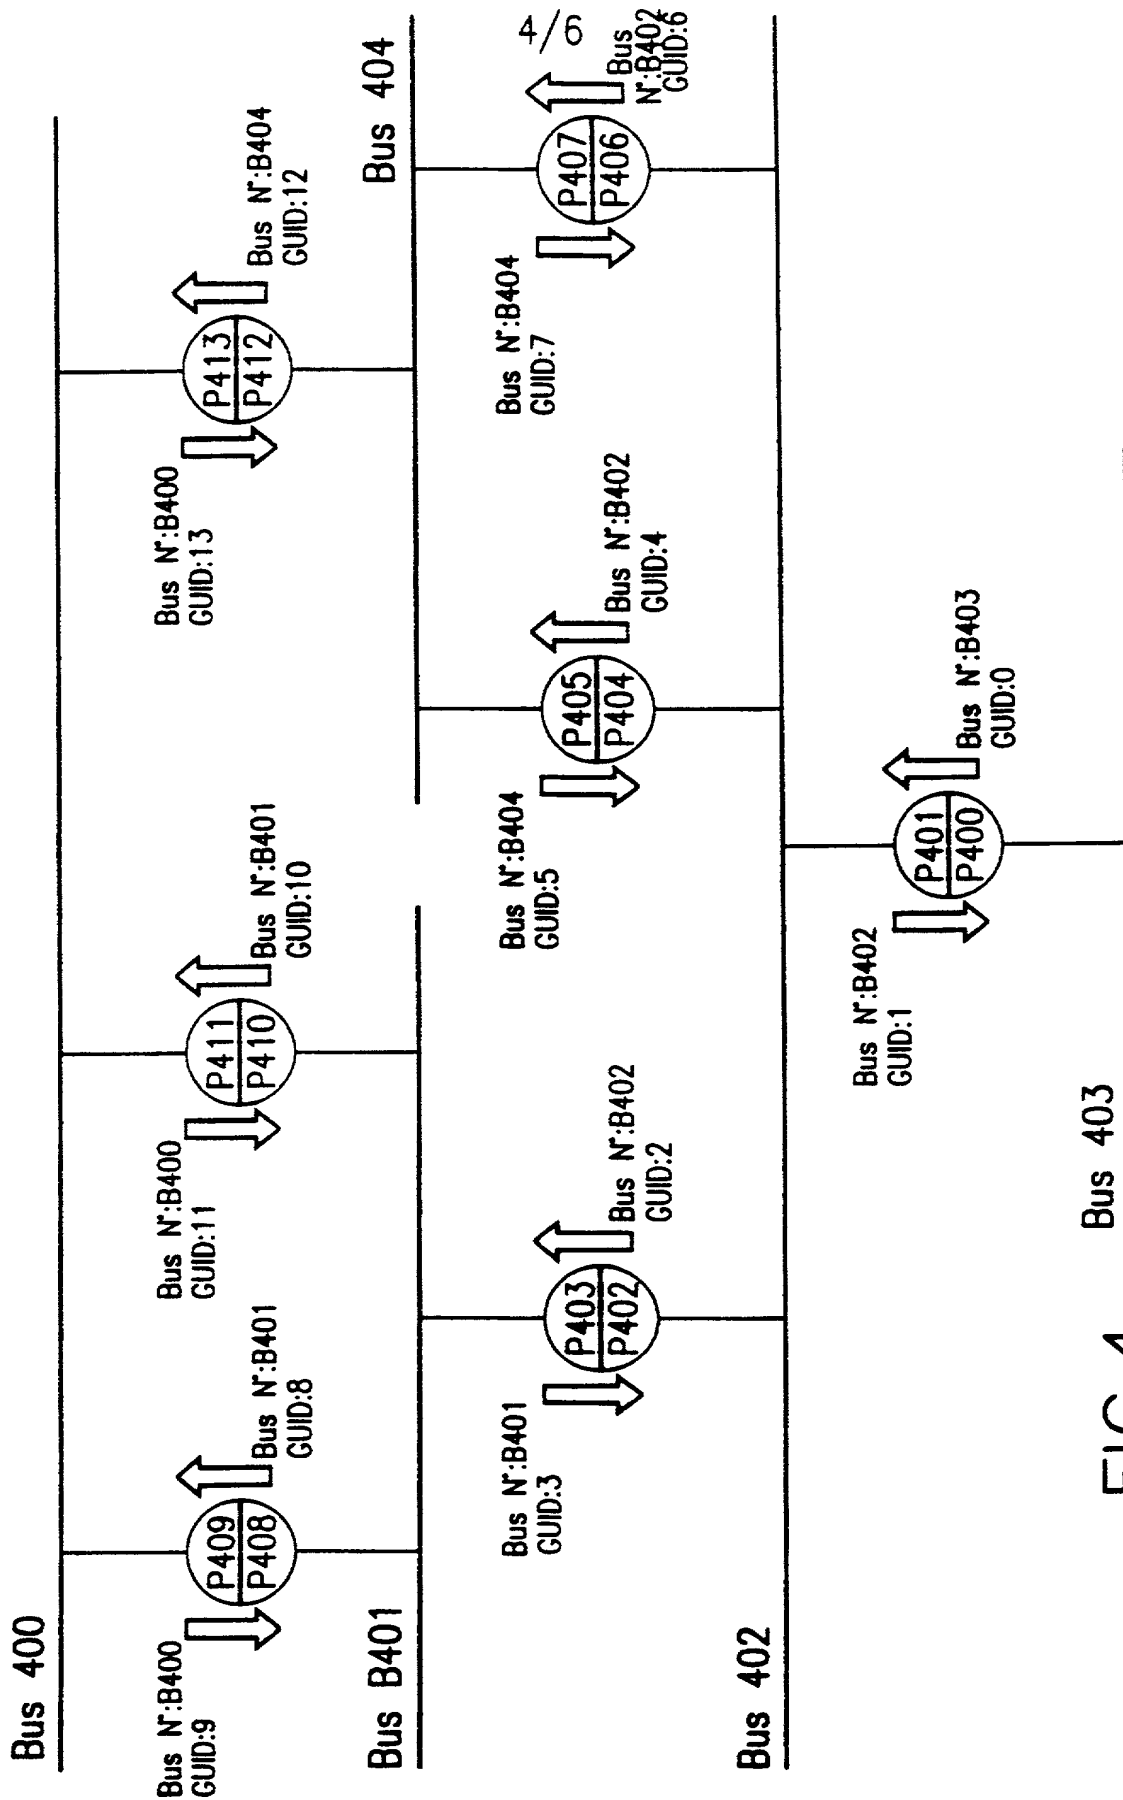 4/6
Bus 400
Bus N°:B400
GUID:9
P409
P408
Bus N°:B401
GUID:8
Bus N°:B400
GUID:11
P411
P410
Bus N°:B401
GUID:10
Bus N°:B400
GUID:13
P413
P412
Bus N°:B404
GUID:12
Bus B401
Bus 404
Bus N°:B401
GUID:3
P403
P402
Bus N°:B402
GUID:2
Bus N°:B404
GUID:5
P405
P404
Bus N°:B402
GUID:4
Bus N°:B404
GUID:7
P407
P406
Bus
N°:B402
GUID:6
Bus 402
Bus N°:B402
GUID:1
P401
P400
Bus N°:B403
GUID:0
Bus 403